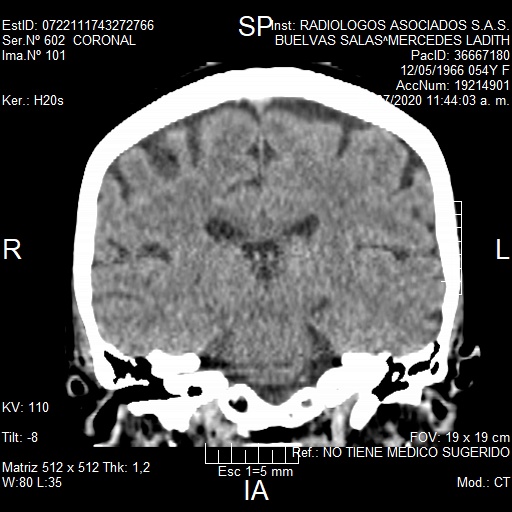 EstID: 0722111743272766
Ser.Nº 602 CORONAL
Ima.Nº 101
Ker.: H20s
SP
Inst: RADIOLOGOS ASOCIADOS S.A.S.
BUELVAS SALAS^MERCEDES LADITH
PacID: 36667180
12/05/1966 054Y F
AccNum: 19214901
7/2020 11:44:03 a. m.
R
L
KV: 110
Tilt: -8
Matriz 512 x 512 Thk: 1,2
W:80 L:35
Esc 1=5 mm
IA
FOV: 19 x 19 cm
Ref.: NO TIENE MEDICO SUGERIDO
Mod.: CT